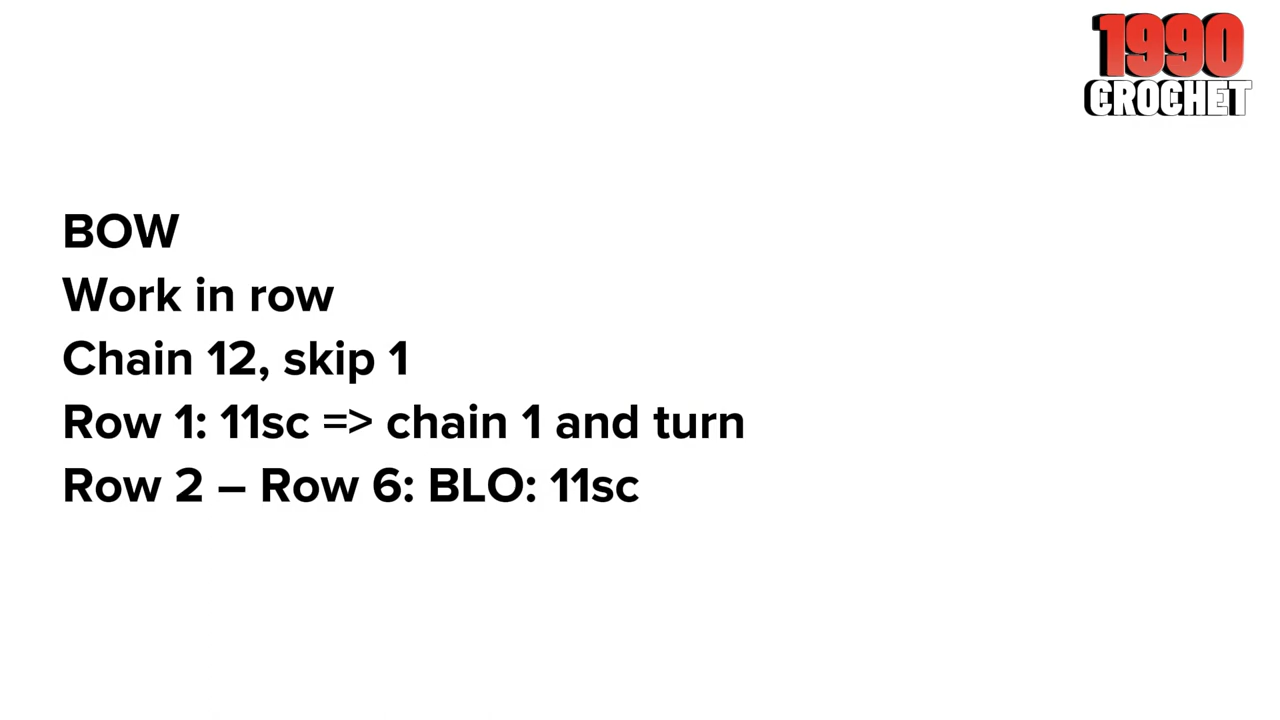 1990
CROCHET
BOW
Work in row
Chain 12, skip 1
Row 1: 11sc => chain 1 and turn
Row 2 – Row 6: BLO: 11sc